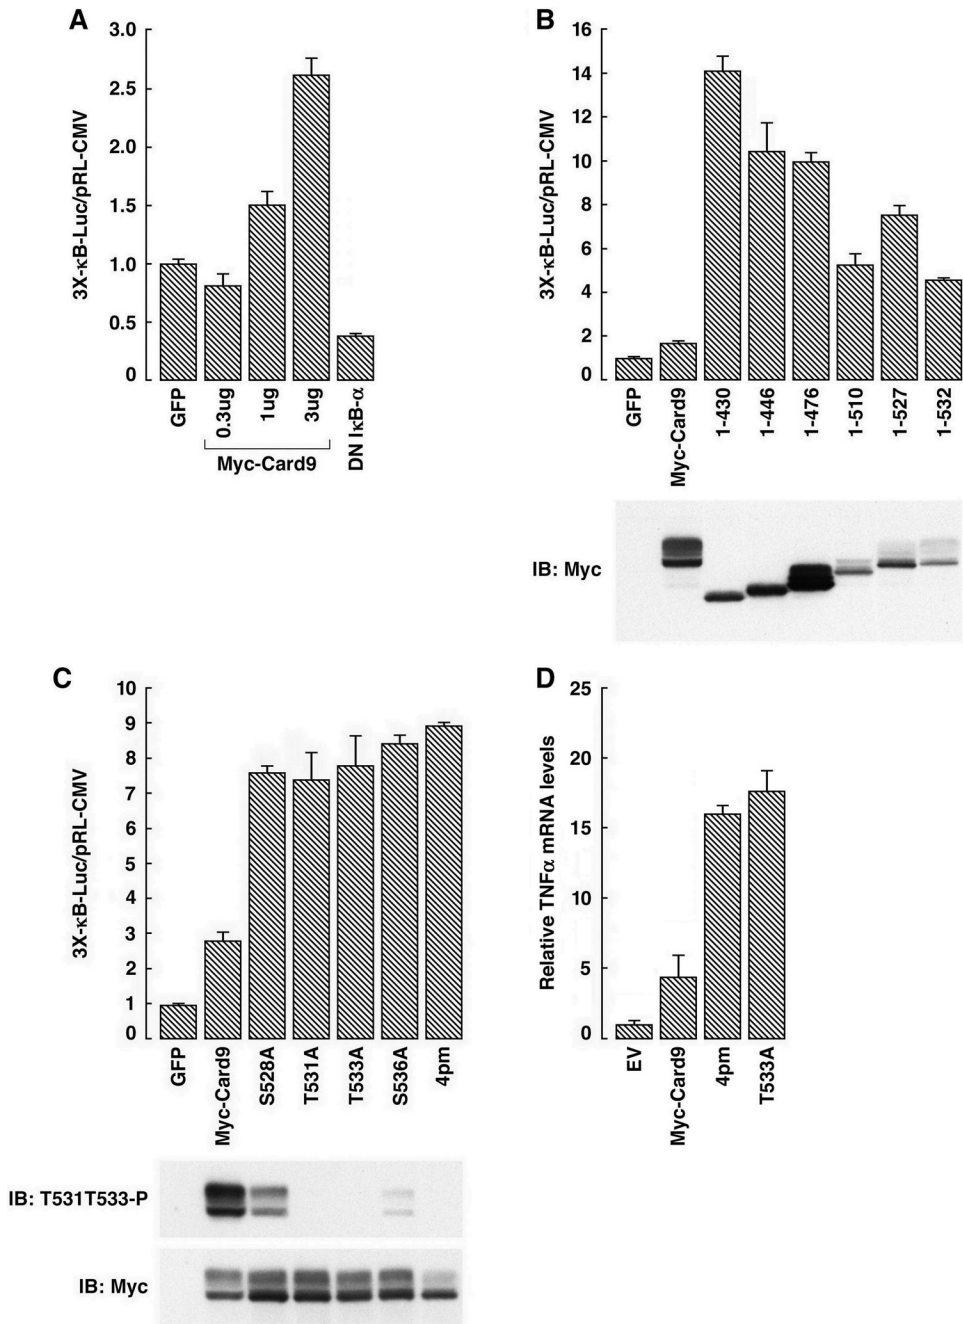 A
3X-κB-Luc/pRL-CMV
3.0
2.5
2.0
1.5
1.0
0.5
0
GFP
0.3ug
1ug
3ug
DN IκB-α
Myc-Card9
B
3X-κB-Luc/pRL-CMV
16
14
12
10
8
6
4
2
0
GFP
Myc-Card9
1-430
1-446
1-476
1-510
1-527
1-532
IB: Myc
C
3X-κB-Luc/pRL-CMV
10
9
8
7
6
5
4
3
2
1
0
GFP
Myc-Card9
S528A
T531A
T533A
S536A
4pm
IB: T531T533-P
IB: Myc
D
Relative TNFα mRNA levels
25
20
15
10
5
0
EV
Myc-Card9
4pm
T533A